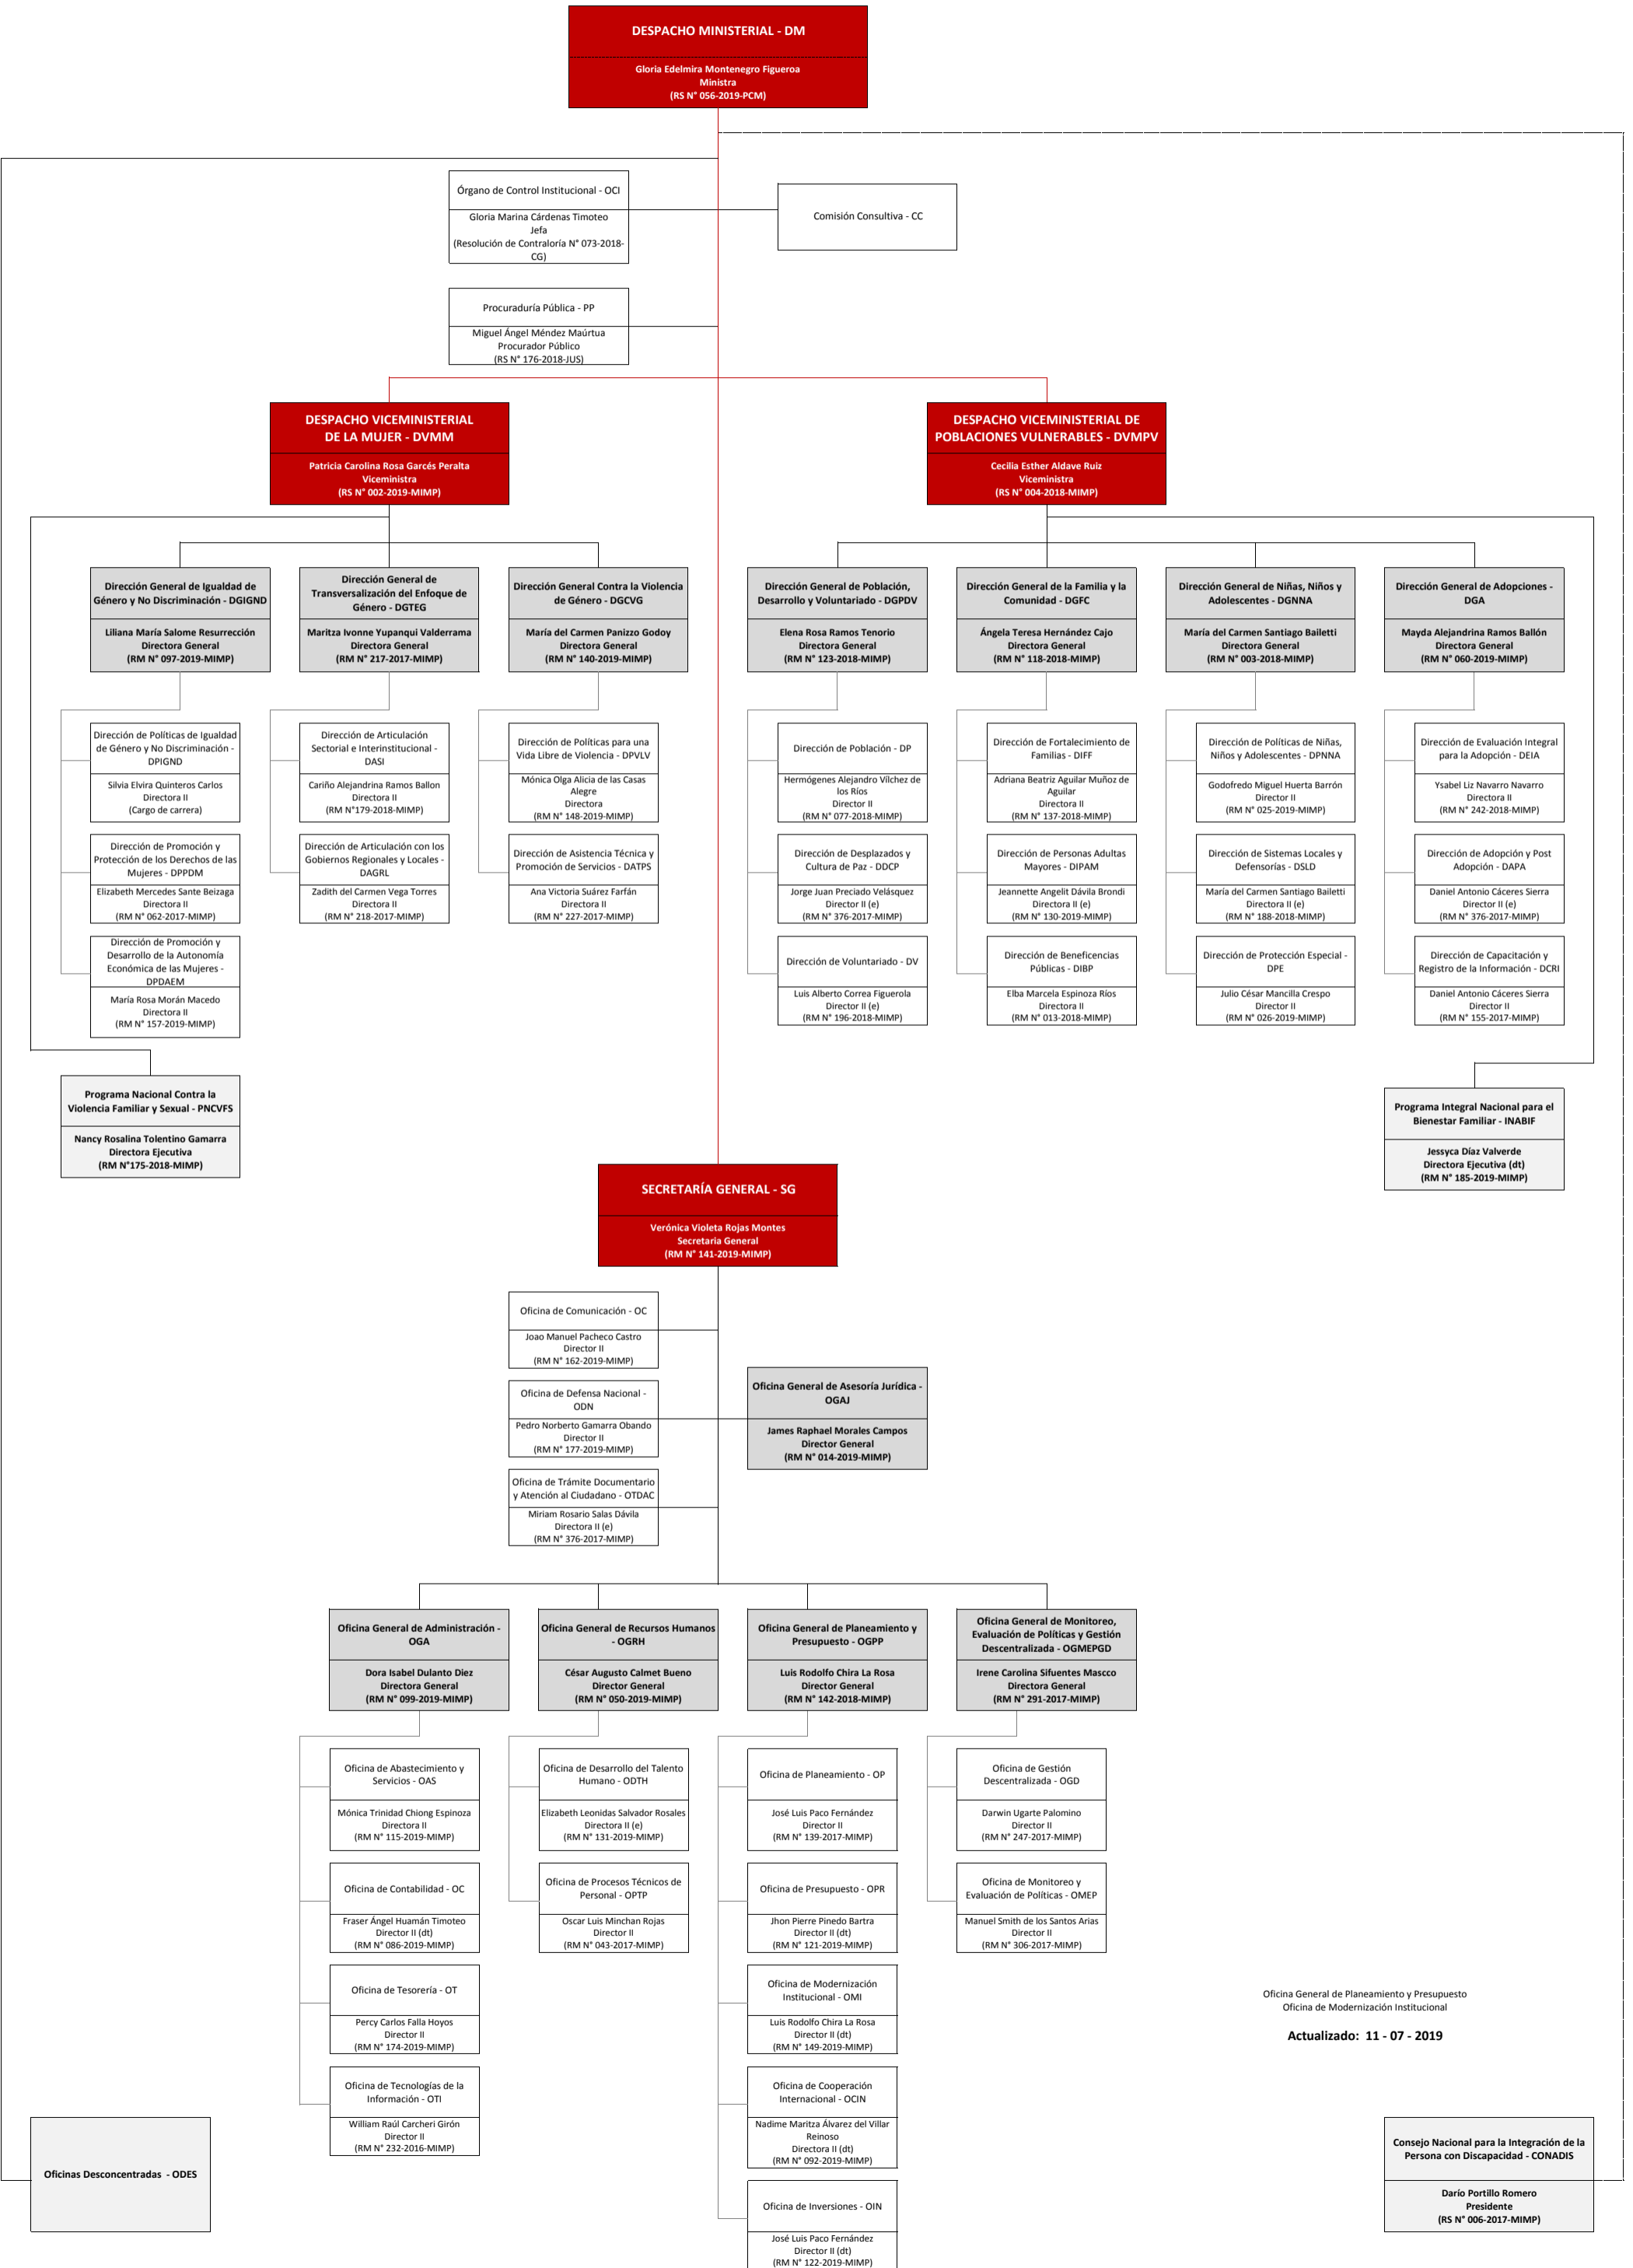 DESPACHO MINISTERIAL - DM
Gloria Edelmira Montenegro Figueroa
Ministra
(RS N° 056-2019-PCM)
Órgano de Control Institucional - OCI
Gloria Marina Cárdenas Timoteo
Jefa
(Resolución de Contraloría N° 073-2018-
CG)
Comisión Consultiva - CC
Procuraduría Pública - PP
Miguel Ángel Méndez Maúrtua
Procurador Público
(RS N° 176-2018-JUS)
DESPACHO VICEMINISTERIAL
DE LA MUJER - DVMM
Patricia Carolina Rosa Garcés Peralta
Viceministra
(RS N° 002-2019-MIMP)
DESPACHO VICEMINISTERIAL DE
POBLACIONES VULNERABLES - DVMPV
Cecilia Esther Aldave Ruiz
Viceministra
(RS N° 004-2018-MIMP)
Dirección General de Igualdad de
Género y No Discriminación - DGIGND
Liliana María Salome Resurrección
Directora General
(RM N° 097-2019-MIMP)
Dirección General de
Transversalización del Enfoque de
Género - DGTEG
Maritza Ivonne Yupanqui Valderrama
Directora General
(RM N° 217-2017-MIMP)
Dirección General Contra la Violencia
de Género - DGCVG
María del Carmen Panizzo Godoy
Directora General
(RM N° 140-2019-MIMP)
Dirección General de Población,
Desarrollo y Voluntariado - DGPDV
Elena Rosa Ramos Tenorio
Directora General
(RM N° 123-2018-MIMP)
Dirección General de la Familia y la
Comunidad - DGFC
Ángela Teresa Hernández Cajo
Directora General
(RM N° 118-2018-MIMP)
Dirección General de Niñas, Niños y
Adolescentes - DGNNA
María del Carmen Santiago Bailetti
Directora General
(RM N° 003-2018-MIMP)
Dirección General de Adopciones -
DGA
Mayda Alejandrina Ramos Ballón
Directora General
(RM N° 060-2019-MIMP)
Dirección de Políticas de Igualdad
de Género y No Discriminación -
DPIGND
Silvia Elvira Quinteros Carlos
Directora II
(Cargo de carrera)
Dirección de Articulación
Sectorial e Interinstitucional -
DASI
Cariño Alejandrina Ramos Ballon
Directora II
(RM N°179-2018-MIMP)
Dirección de Políticas para una
Vida Libre de Violencia - DPVLV
Mónica Olga Alicia de las Casas
Alegre
Directora
(RM N° 148-2019-MIMP)
Dirección de Población - DP
Hermógenes Alejandro Vílchez de
los Ríos
Director II
(RM N° 077-2018-MIMP)
Dirección de Fortalecimiento de
Familias - DIFF
Adriana Beatriz Aguilar Muñoz de
Aguilar
Directora II
(RM N° 137-2018-MIMP)
Dirección de Políticas de Niñas,
Niños y Adolescentes - DPNNA
Godofredo Miguel Huerta Barrón
Director II
(RM N° 025-2019-MIMP)
Dirección de Evaluación Integral
para la Adopción - DEIA
Ysabel Liz Navarro Navarro
Directora II
(RM N° 242-2018-MIMP)
Dirección de Promoción y
Protección de los Derechos de las
Mujeres - DPPDM
Elizabeth Mercedes Sante Beizaga
Directora II
(RM N° 062-2017-MIMP)
Dirección de Articulación con los
Gobiernos Regionales y Locales -
DAGRL
Zadith del Carmen Vega Torres
Directora II
(RM N° 218-2017-MIMP)
Dirección de Asistencia Técnica y
Promoción de Servicios - DATPS
Ana Victoria Suárez Farfán
Directora II
(RM N° 227-2017-MIMP)
Dirección de Desplazados y
Cultura de Paz - DDCP
Jorge Juan Preciado Velásquez
Director II (e)
(RM N° 376-2017-MIMP)
Dirección de Personas Adultas
Mayores - DIPAM
Jeannette Angelit Dávila Brondi
Directora II (e)
(RM N° 130-2019-MIMP)
Dirección de Sistemas Locales y
Defensorías - DSLD
María del Carmen Santiago Bailetti
Directora II (e)
(RM N° 188-2018-MIMP)
Dirección de Adopción y Post
Adopción - DAPA
Daniel Antonio Cáceres Sierra
Director II (e)
(RM N° 376-2017-MIMP)
Dirección de Promoción y
Desarrollo de la Autonomía
Económica de las Mujeres -
DPDAEM
María Rosa Morán Macedo
Directora II
(RM N° 157-2019-MIMP)
Dirección de Voluntariado - DV
Luis Alberto Correa Figuerola
Director II (e)
(RM N° 196-2018-MIMP)
Dirección de Beneficencias
Públicas - DIBP
Elba Marcela Espinoza Ríos
Directora II
(RM N° 013-2018-MIMP)
Dirección de Protección Especial -
DPE
Julio César Mancilla Crespo
Director II
(RM N° 026-2019-MIMP)
Dirección de Capacitación y
Registro de la Información - DCRI
Daniel Antonio Cáceres Sierra
Director II
(RM N° 155-2017-MIMP)
Programa Nacional Contra la
Violencia Familiar y Sexual - PNCVFS
Nancy Rosalina Tolentino Gamarra
Directora Ejecutiva
(RM N°175-2018-MIMP)
Programa Integral Nacional para el
Bienestar Familiar - INABIF
Jessyca Díaz Valverde
Directora Ejecutiva (dt)
(RM N° 185-2019-MIMP)
SECRETARÍA GENERAL - SG
Verónica Violeta Rojas Montes
Secretaria General
(RM N° 141-2019-MIMP)
Oficina de Comunicación - OC
Joao Manuel Pacheco Castro
Director II
(RM N° 162-2019-MIMP)
Oficina de Defensa Nacional -
ODN
Pedro Norberto Gamarra Obando
Director II
(RM N° 177-2019-MIMP)
Oficina General de Asesoría Jurídica -
OGAJ
James Raphael Morales Campos
Director General
(RM N° 014-2019-MIMP)
Oficina de Trámite Documentario
y Atención al Ciudadano - OTDAC
Miriam Rosario Salas Dávila
Directora II (e)
(RM N° 376-2017-MIMP)
Oficina General de Administración -
OGA
Dora Isabel Dulanto Diez
Directora General
(RM N° 099-2019-MIMP)
Oficina General de Recursos Humanos
- OGRH
César Augusto Calmet Bueno
Director General
(RM N° 050-2019-MIMP)
Oficina General de Planeamiento y
Presupuesto - OGPP
Luis Rodolfo Chira La Rosa
Director General
(RM N° 142-2018-MIMP)
Oficina General de Monitoreo,
Evaluación de Políticas y Gestión
Descentralizada - OGMEPGD
Irene Carolina Sifuentes Mascco
Directora General
(RM N° 291-2017-MIMP)
Oficina de Abastecimiento y
Servicios - OAS
Mónica Trinidad Chiong Espinoza
Directora II
(RM N° 115-2019-MIMP)
Oficina de Desarrollo del Talento
Humano - ODTH
Elizabeth Leonidas Salvador Rosales
Directora II (e)
(RM N° 131-2019-MIMP)
Oficina de Planeamiento - OP
José Luis Paco Fernández
Director II
(RM N° 139-2017-MIMP)
Oficina de Gestión
Descentralizada - OGD
Darwin Ugarte Palomino
Director II
(RM N° 247-2017-MIMP)
Oficina de Contabilidad - OC
Fraser Ángel Huamán Timoteo
Director II (dt)
(RM N° 086-2019-MIMP)
Oficina de Procesos Técnicos de
Personal - OPTP
Oscar Luis Minchan Rojas
Director II
(RM N° 043-2017-MIMP)
Oficina de Presupuesto - OPR
Jhon Pierre Pinedo Bartra
Director II (dt)
(RM N° 121-2019-MIMP)
Oficina de Monitoreo y
Evaluación de Políticas - OMEP
Manuel Smith de los Santos Arias
Director II
(RM N° 306-2017-MIMP)
Oficina de Tesorería - OT
Percy Carlos Falla Hoyos
Director II
(RM N° 174-2019-MIMP)
Oficina de Modernización
Institucional - OMI
Luis Rodolfo Chira La Rosa
Director II (dt)
(RM N° 149-2019-MIMP)
Oficina General de Planeamiento y Presupuesto
Oficina de Modernización Institucional
Actualizado: 11 - 07 - 2019
Oficina de Tecnologías de la
Información - OTI
William Raúl Carcheri Girón
Director II
(RM N° 232-2016-MIMP)
Oficina de Cooperación
Internacional - OCIN
Nadime Maritza Álvarez del Villar
Reinoso
Directora II (dt)
(RM N° 092-2019-MIMP)
Oficinas Desconcentradas - ODES
Consejo Nacional para la Integración de la
Persona con Discapacidad - CONADIS
Darío Portillo Romero
Presidente
(RS N° 006-2017-MIMP)
Oficina de Inversiones - OIN
José Luis Paco Fernández
Director II (dt)
(RM N° 122-2019-MIMP)